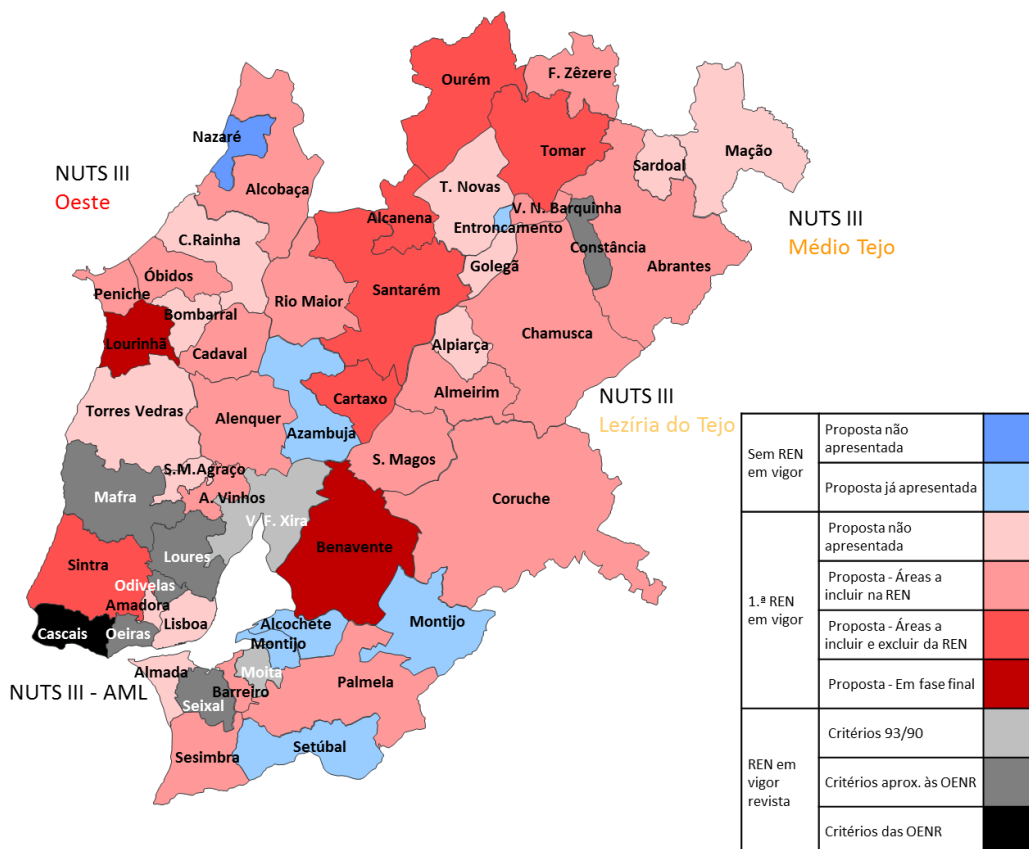 Ourém
F. Zêzere
Nazaré
Tomar
Sardoal
Mação
NUTS III
Oeste
Alcobaça
T. Novas
V. N. Barquinha
Alcanena
Entroncamento
NUTS III
Médio Tejo
C.Rainha
Constância
Golegã
Abrantes
Óbidos
Peniche
Rio Maior
Santarém
Bombarral
Chamusca
Lourinhã
Cadaval
Alpiarça
Almeirim
NUTS III
Lezíria do Tejo
Cartaxo
Torres Vedras
Alenquer
Azambuja
S. Magos
S.M.Agraço
Mafra
A. Vinhos
Coruche
V. F. Xira
Benavente
Loures
Sintra
Odivelas
Amadora
Lisboa
Cascais
Oeiras
Alcochete
Montijo
Montijo
Almada
Moita
NUTS III - AML
Seixal
Barreiro
Palmela
Setúbal
Sesimbra
Sem REN
em vigor
Proposta não
apresentada
Proposta já apresentada
1.ª REN
em vigor
Proposta não
apresentada
Proposta - Áreas a
incluir na REN
Proposta - Áreas a
incluir e excluir da REN
Proposta - Em fase final
REN em
vigor
revista
Critérios 93/90
Critérios aprox. às OENR
Critérios das OENR